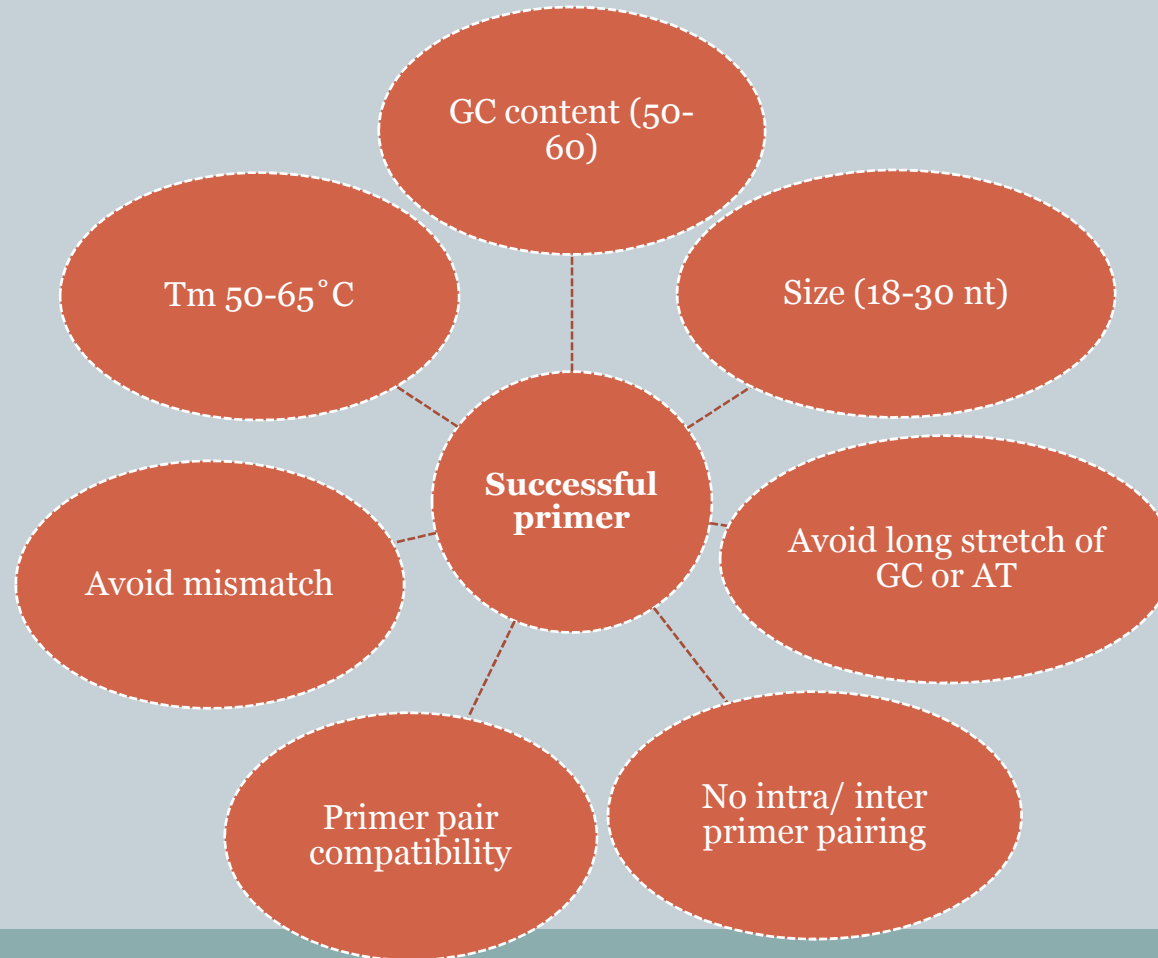 GC content (50-
60)
Tm 50-65°C
Size (18-30 nt)
Successful
primer
Avoid mismatch
Avoid long stretch of
GC or AT
Primer pair
compatibility
No intra/ inter
primer pairing